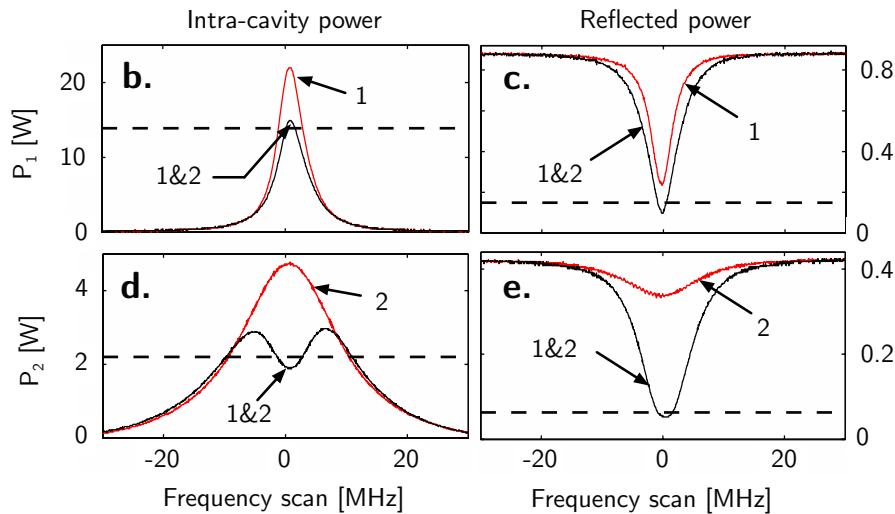 Intra-cavity power
Reflected power
b.
1
1&2
P1 [W]
20
10
0
c.
1
1&2
0.8
0.4
0
d.
2
1&2
P2 [W]
4
2
0
-20
0
20
Frequency scan [MHz]
e.
2
1&2
0.4
0.2
0
-20
0
20
Frequency scan [MHz]